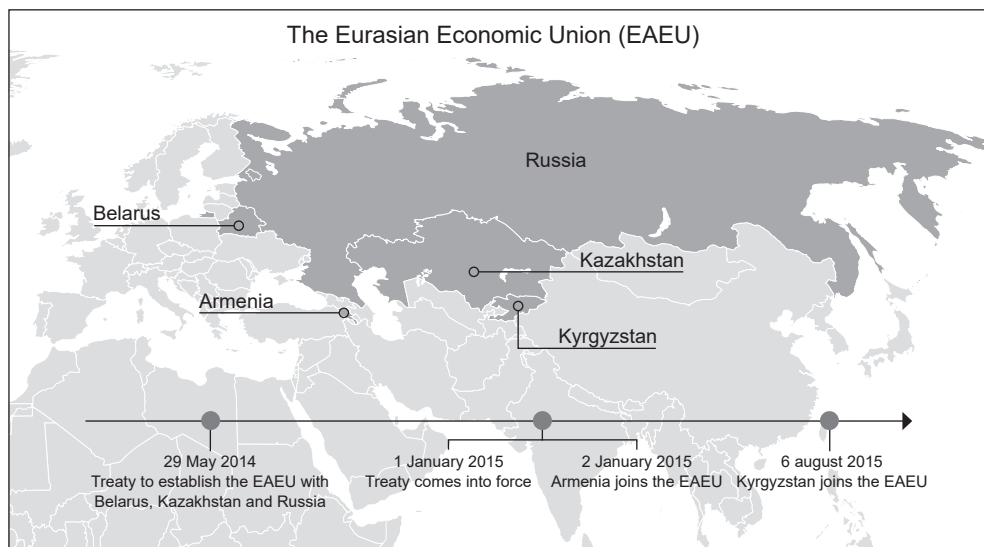 The Eurasian Economic Union (EAEU)
Russia
Belarus
Kazakhstan
Armenia
Kyrgyzstan
29 May 2014
Treaty to establish the EAEU with
Belarus, Kazakhstan and Russia
1 January 2015
Treaty comes into force
2 January 2015
Armenia joins the EAEU
6 august 2015
Kyrgyzstan joins the EAEU